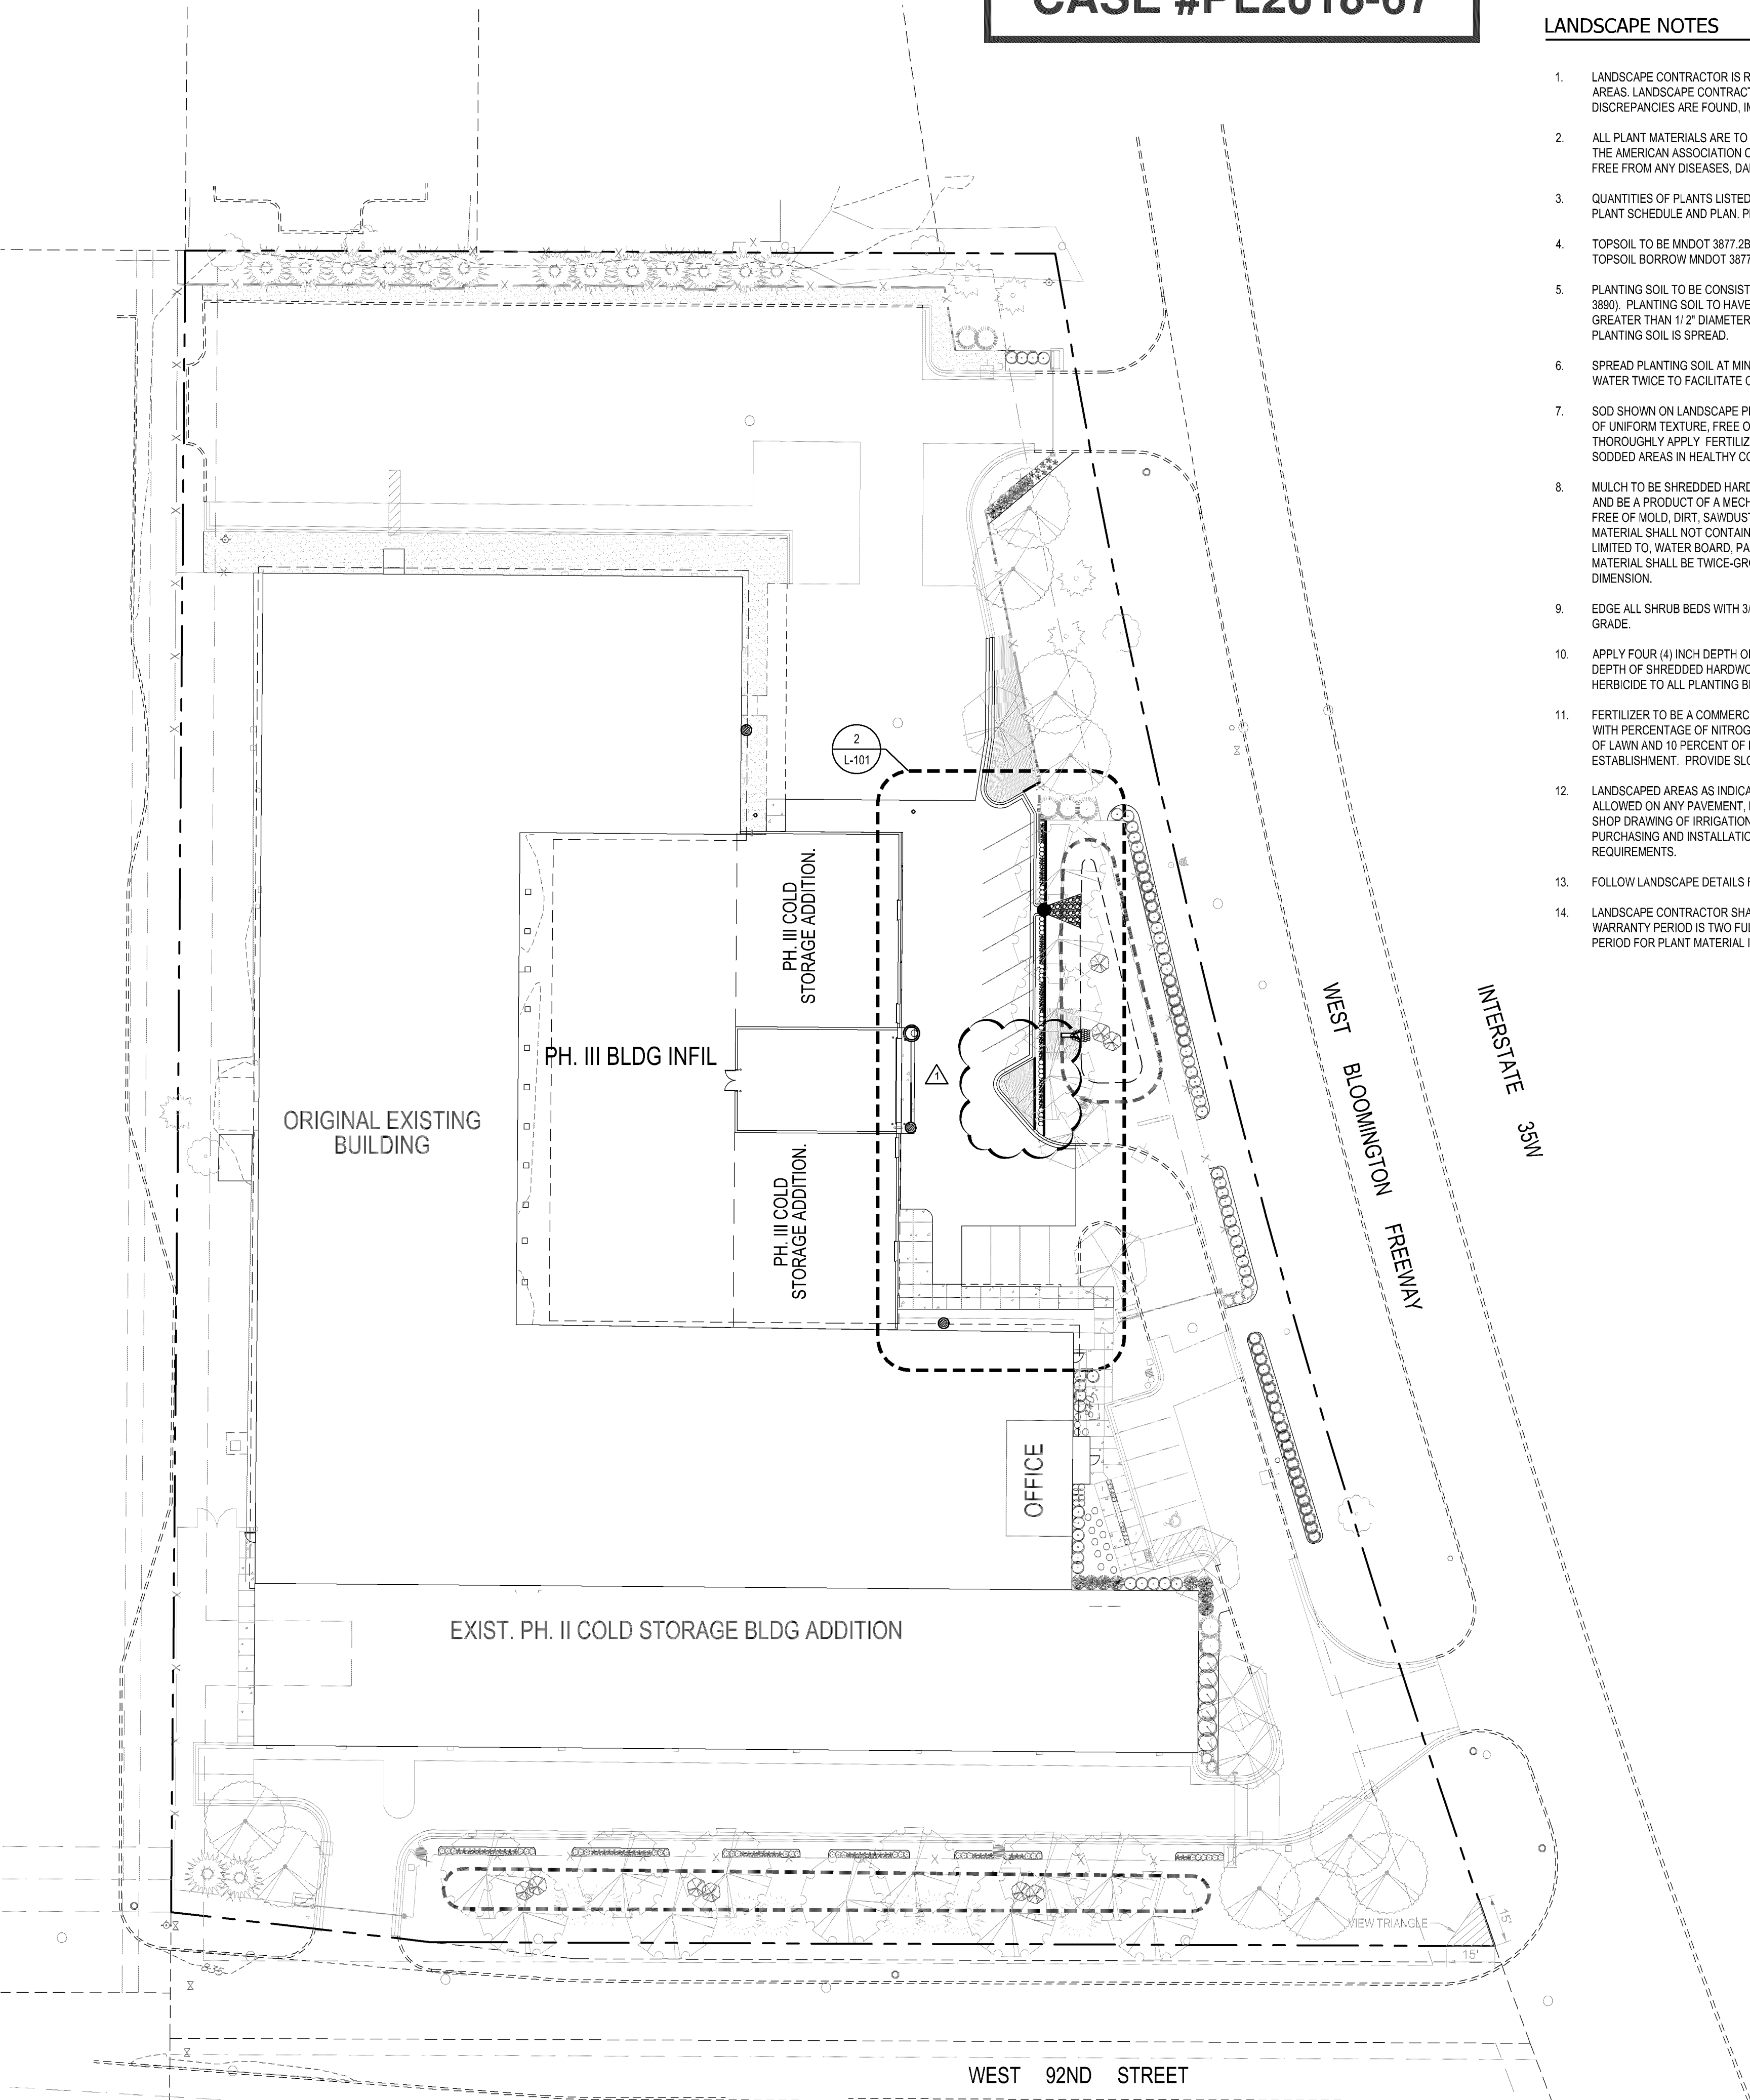 CASE #PL2018-67
LANDSCAPE NOTES
1. LANDSCAPE CONTRACTOR IS
AREAS. LANDSCAPE
DISCREPANCIES ARE FOUND,
2. ALL PLANT MATERIALS ARE TO
THE AMERICAN ASSOCIATION
FREE FROM ANY DISEASES,
3. QUANTITIES OF PLANTS LISTED
PLANT SCHEDULE AND PLAN.
4. TOPSOIL TO BE MNDOT 3877.2B
TOPSOIL BORROW MNDOT 3877
5. PLANTING SOIL TO BE
3890). PLANTING SOIL TO HAVE
GREATER THAN 1/ 2" DIAMETER
PLANTING SOIL IS SPREAD.
6. SPREAD PLANTING SOIL AT
WATER TWICE TO FACILITATE
7. SOD SHOWN ON LANDSCAPE
OF UNIFORM TEXTURE, FREE
THOROUGHLY APPLY
SODDED AREAS IN HEALTHY
8. MULCH TO BE SHREDDED
AND BE A PRODUCT OF A
FREE OF MOLD, DIRT, SAWDUST
MATERIAL SHALL NOT CONTAIN
LIMITED TO, WATER BOARD,
MATERIAL SHALL BE
DIMENSION.
9. EDGE ALL SHRUB BEDS WITH
GRADE.
10. APPLY FOUR (4) INCH DEPTH
DEPTH OF SHREDDED
HERBICIDE TO ALL PLANTING
11. FERTILIZER TO BE A
WITH PERCENTAGE OF
OF LAWN AND 10 PERCENT OF
ESTABLISHMENT. PROVIDE
12. LANDSCAPED AREAS AS
ALLOWED ON ANY PAVEMENT,
SHOP DRAWING OF IRRIGATION
PURCHASING AND
REQUIREMENTS.
13. FOLLOW LANDSCAPE DETAILS
14. LANDSCAPE CONTRACTOR
WARRANTY PERIOD IS TWO
PERIOD FOR PLANT MATERIAL
2
L-101
PH. III COLD
STORAGE ADDITION.
PH. III BLDG INFIL
1
ORIGINAL EXISTING
BUILDING
PH. III COLD
STORAGE ADDITION.
WEST BLOOMINGTON FREEWAY
INTERSTATE 35W
OFFICE
EXIST. PH. II COLD STORAGE BLDG ADDITION
VIEW TRIANGLE
15'
15'
835
WEST 92ND STREET